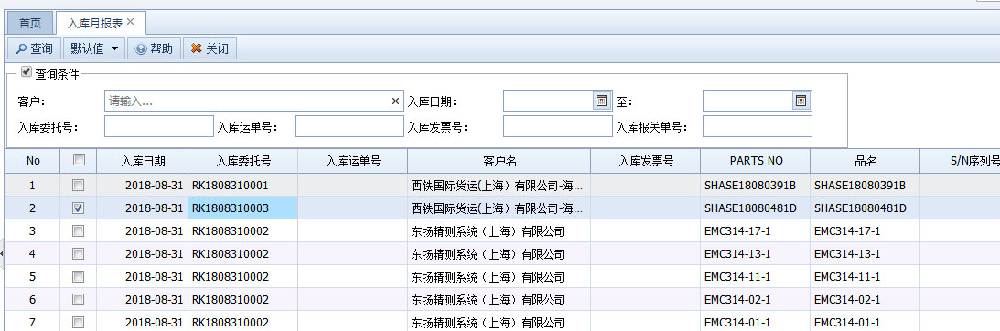 首页 入库月报表
查询 默认值 帮助 关闭
查询条件
客户: 请输入... 入库日期: 至:
入库委托号: 入库运单号: 入库发票号: 入库报关单号:
No 入库日期 入库委托号 入库运单号 客户名 入库发票号 PARTS NO 品名 S/N序列号
1 2018-08-31 RK1808310001 西铁国际货运(上海）有限公司-海... SHASE18080391B SHASE18080391B
2 2018-08-31 RK1808310003 西铁国际货运(上海）有限公司-海... SHASE18080481D SHASE18080481D
3 2018-08-31 RK1808310002 东扬精测系统（上海）有限公司 EMC314-17-1 EMC314-17-1
4 2018-08-31 RK1808310002 东扬精测系统（上海）有限公司 EMC314-13-1 EMC314-13-1
5 2018-08-31 RK1808310002 东扬精测系统（上海）有限公司 EMC314-11-1 EMC314-11-1
6 2018-08-31 RK1808310002 东扬精测系统（上海）有限公司 EMC314-02-1 EMC314-02-1
7 2018-08-31 RK1808310002 东扬精测系统（上海）有限公司 EMC314-01-1 EMC314-01-1